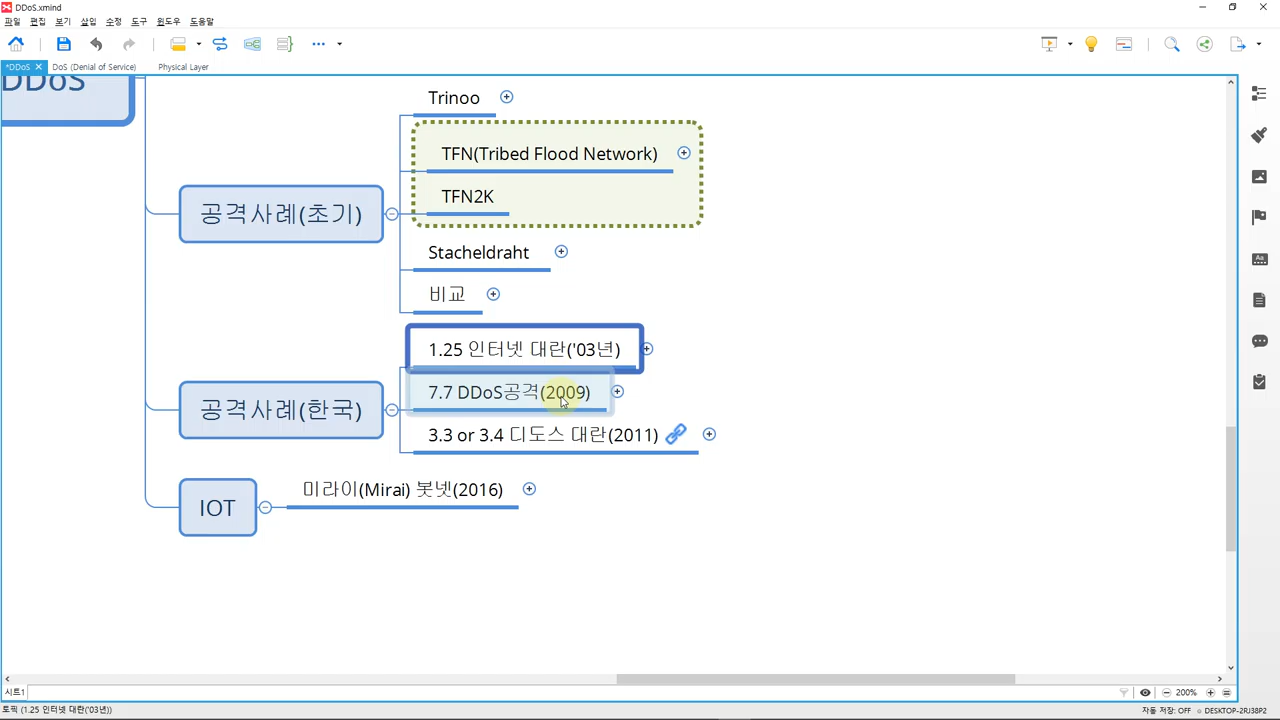 DDoS.xmind
파일 편집 보기 삽입 수정 도구 윈도우 도움말
*DDoS DoS (Denial of Service) Physical Layer
DDoS
Trinoo
TFN(Tribed Flood Network)
TFN2K
공격사례(초기)
Stacheldraht
비교
1.25 인터넷 대란('03년)
7.7 DDoS공격(2009)
공격사례(한국)
3.3 or 3.4 디도스 대란(2011)
미라이(Mirai) 봇넷(2016)
IOT
시트1
200%
토픽 (1.25 인터넷 대란('03년))
자동 저장: OFF DESKTOP-2RJ38P2